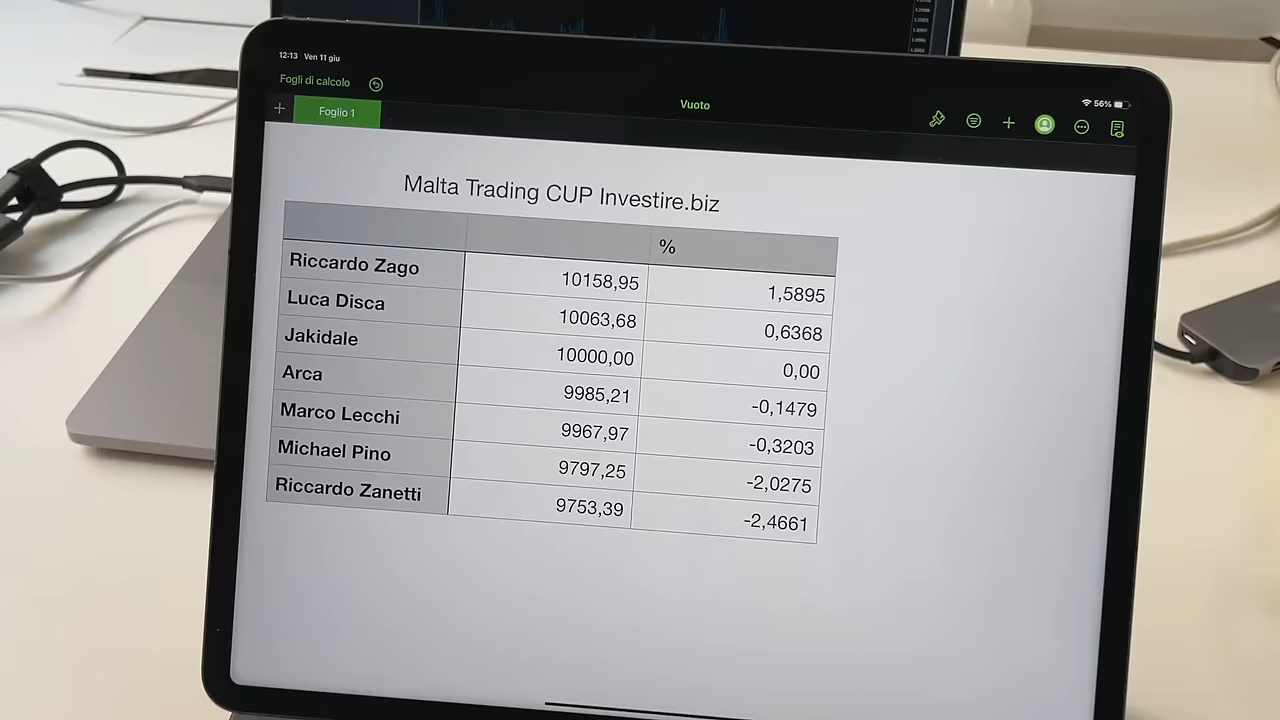 12:13 Ven 11 giu
56%
Fogli di calcolo
Vuoto
Foglio 1
Malta Trading CUP Investire.biz
%
Riccardo Zago 10158,95 1,5895
Luca Disca 10063,68 0,6368
Jakidale 10000,00 0,00
Arca 9985,21 -0,1479
Marco Lecchi 9967,97 -0,3203
Michael Pino 9797,25 -2,0275
Riccardo Zanetti 9753,39 -2,4661